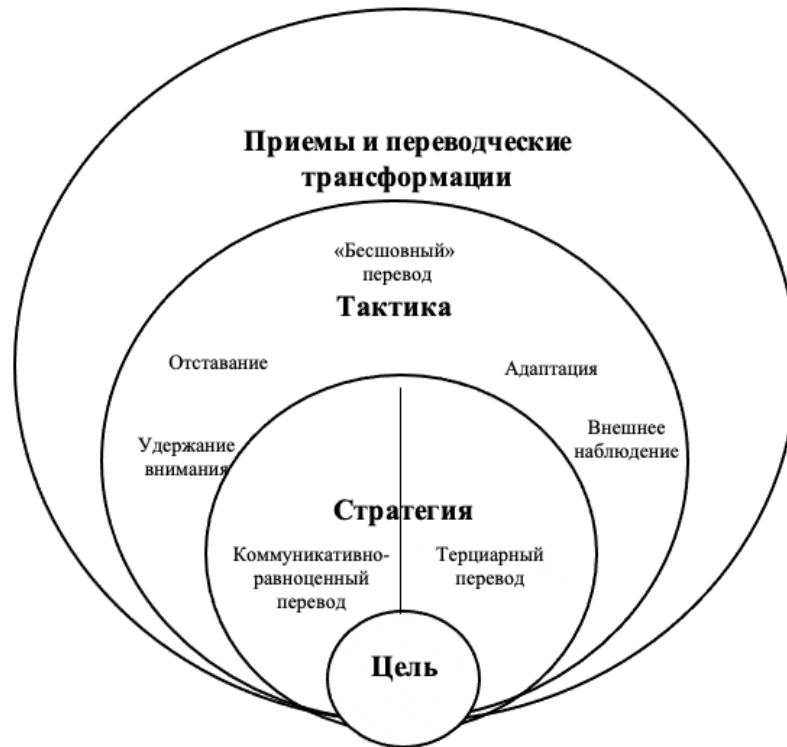 Приемы и переводческие
трансформации
«Бесшовный»
перевод
Тактика
Отставание
Адаптация
Удержание
внимания
Внешнее
наблюдение
Стратегия
Коммуникативно-
равноценный
перевод
Терциарный
перевод
Цель